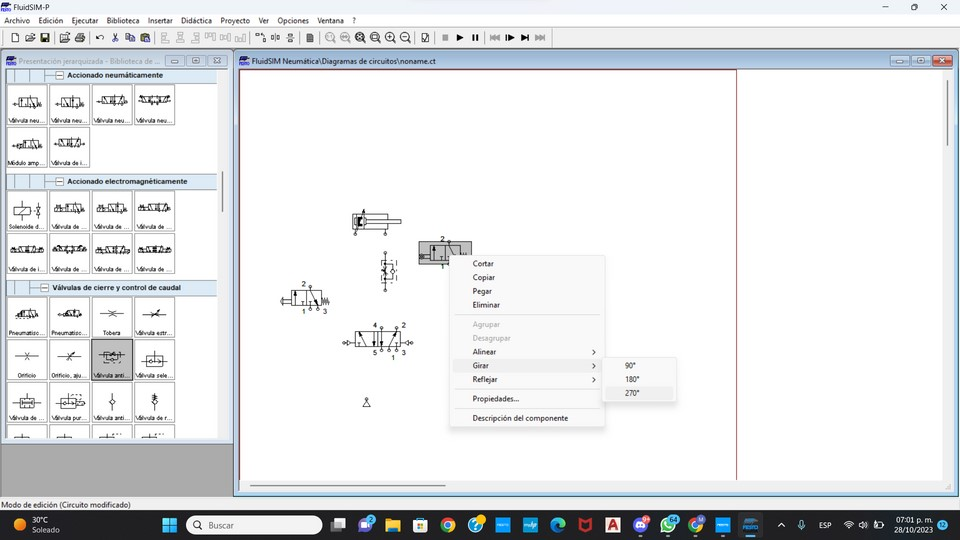 FluidSIM-P
Archivo Edición Ejecutar Biblioteca Insertar Didáctica Proyecto Ver Opciones Ventana ?
Presentación jerarquizada - Biblioteca de ...
Accionado neumáticamente
Válvula neu... Válvula neu... Válvula neu... Válvula neu...
Módulo amp... Válvula de i...
Accionado electromagnéticamente
Solenoide d... Válvula de... Válvula de... Válvula de...
Válvula de i... Válvula de i... Válvula de i... Válvula de i...
Válvulas de cierre y control de caudal
Pneumatisc... Pneumatisc... Tobera Válvula estr...
Orificio Orificio, aju... Válvula anti... Válvula sele...
Válvula de ... Válvula pur... Válvula anti... Válvula de r...
FluidSIM Neumática\Diagramas de circuitos\noname.ct
2
1
2
1 3
4 2
5 3
1
Cortar
Copiar
Pegar
Eliminar
Agrupar
Desagrupar
Alinear
Girar
Reflejar
Propiedades...
Descripción del componente
90°
180°
270°
Modo de edición (Circuito modificado)
30°C
Soleado
Buscar
ESP
07:01 p. m.
28/10/2023